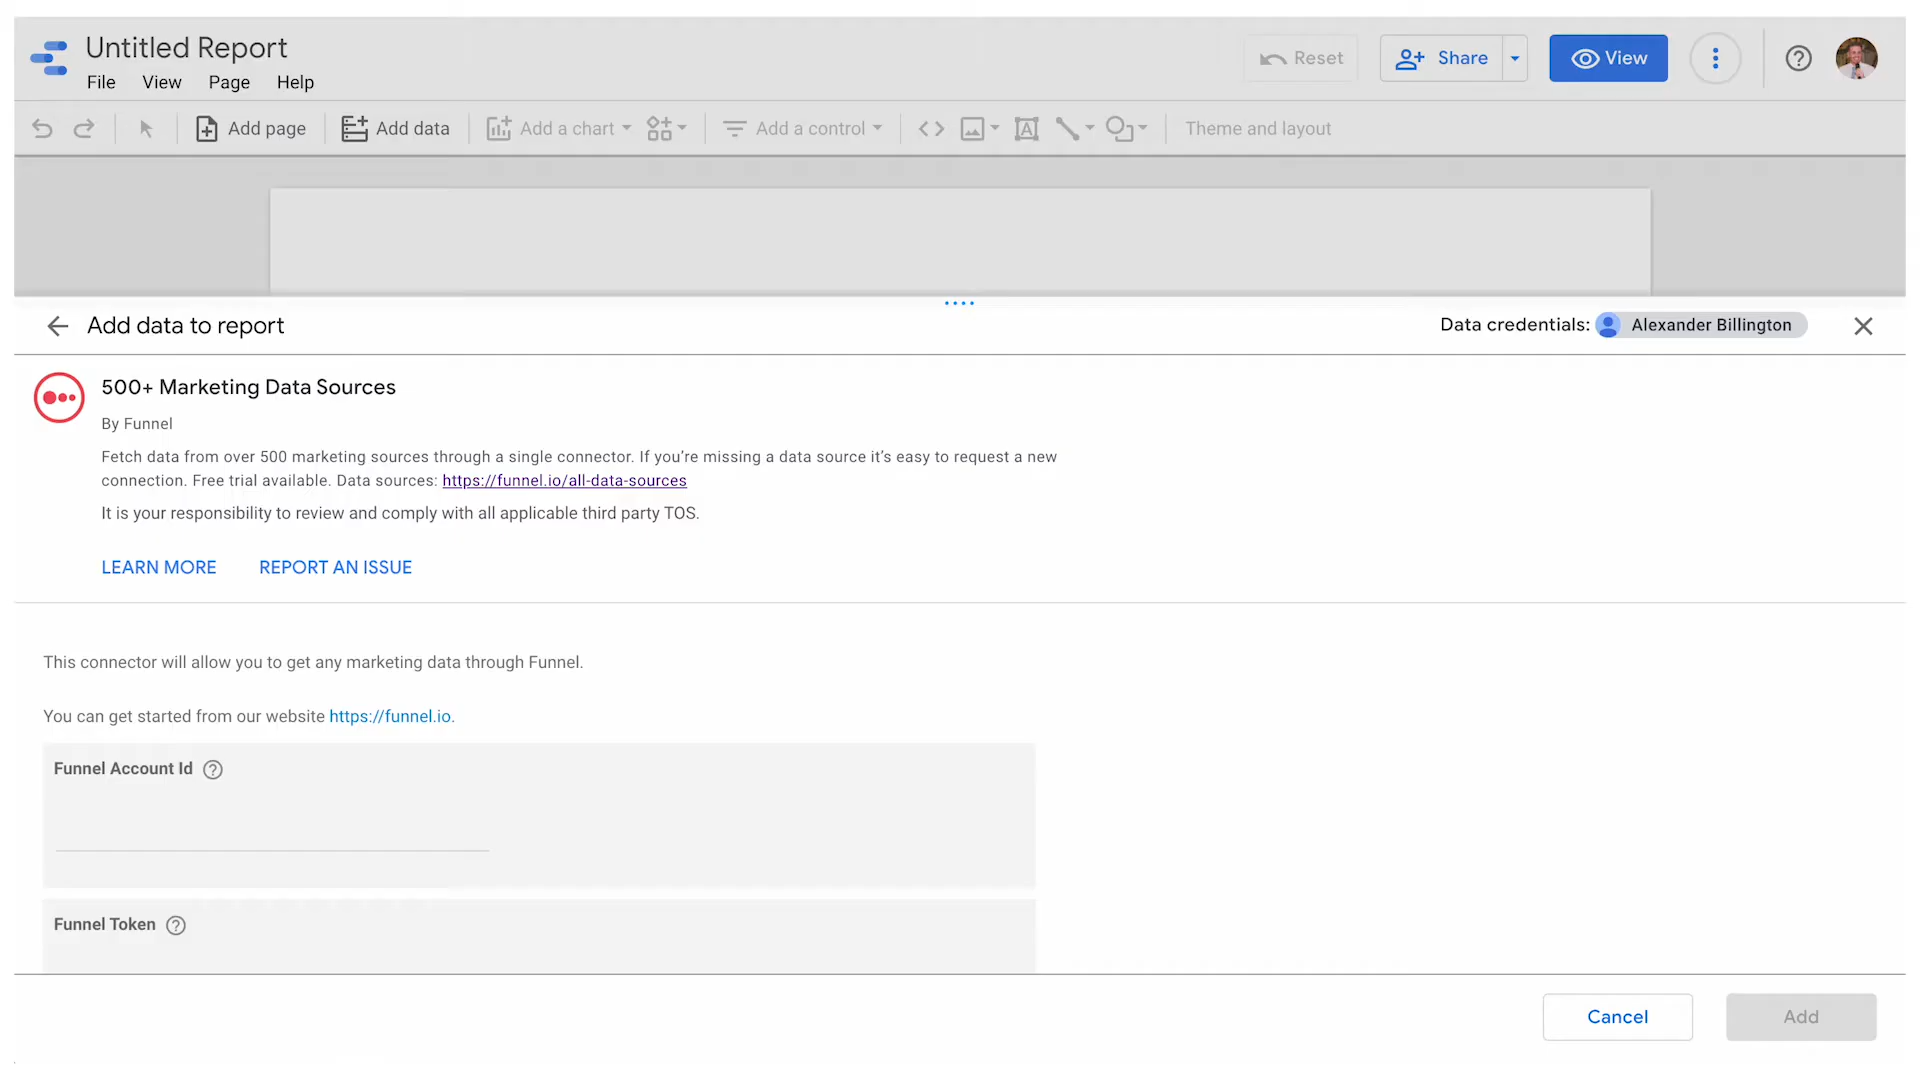 Untitled Report
File View Page Help
Reset Share View
Add page Add data Add a chart Add a control Theme and layout
Add data to report
Data credentials: Alexander Billington
500+ Marketing Data Sources
By Funnel
Fetch data from over 500 marketing sources through a single connector. If you’re missing a data source it’s easy to request a new
connection. Free trial available. Data sources: https://funnel.io/all-data-sources
It is your responsibility to review and comply with all applicable third party TOS.
LEARN MORE REPORT AN ISSUE
This connector will allow you to get any marketing data through Funnel.
You can get started from our website https://funnel.io.
Funnel Account Id
Funnel Token
Cancel Add